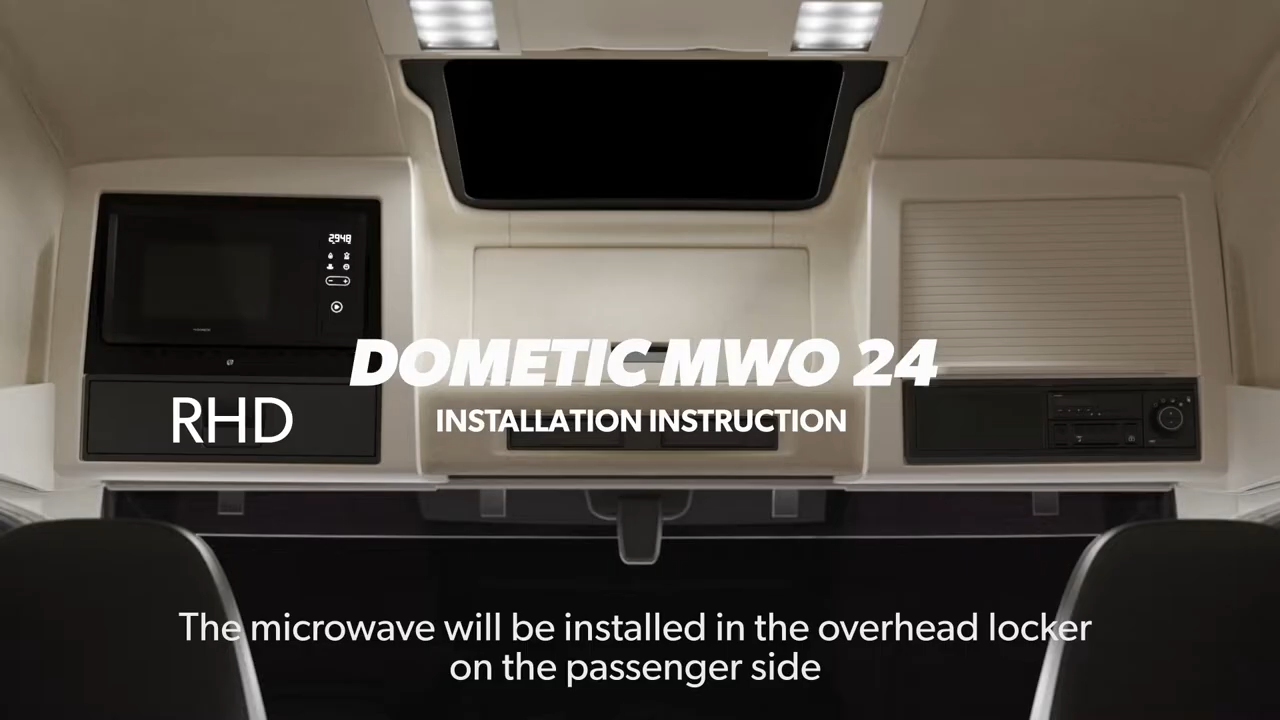 DOMETIC MWO 24
INSTALLATION INSTRUCTION
RHD
The microwave will be installed in the overhead locker
on the passenger side